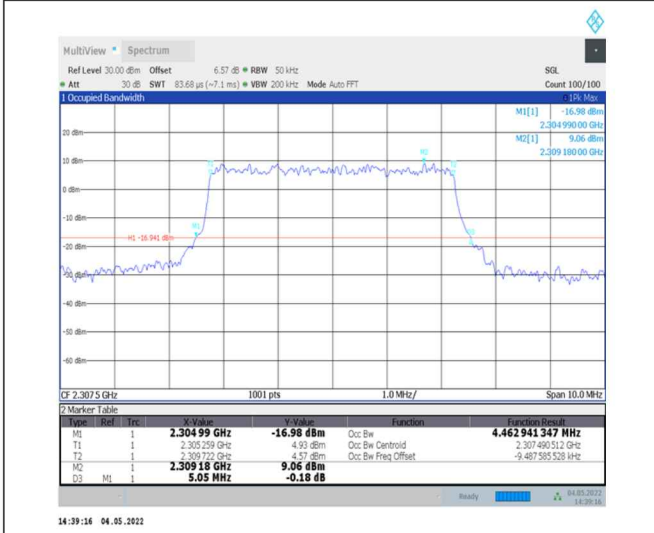 MultiView Spectrum
Ref Level 30.00 dBm Offset 6.57 dB RBW 50 kHz SGL
Att 30 dB SWT 83.68 µs (~7.1 ms) VBW 200 kHz Mode Auto FFT Count 100/100
1 Occupied Bandwidth 1Pk Max
M1[1] -16.98 dBm
2.304 990 00 GHz
M2[1] 9.06 dBm
2.309 180 00 GHz
20 dBm
10 dBm
0 dBm
-10 dBm
-20 dBm
-30 dBm
-40 dBm
-50 dBm
-60 dBm
M2
T1
T2
M1
H1 -16.941 dBm
D3
CF 2.307 5 GHz 1001 pts 1.0 MHz/ Span 10.0 MHz
2 Marker Table
Type Ref Trc X-Value Y-Value Function Function Result
M1 1 2.304 99 GHz -16.98 dBm Occ Bw 4.462 941 347 MHz
T1 1 2.305 259 GHz 4.93 dBm Occ Bw Centroid 2.307 490 512 GHz
T2 1 2.309 722 GHz 4.57 dBm Occ Bw Freq Offset -9.487 585 528 kHz
M2 1 2.309 18 GHz 9.06 dBm
D3 M1 1 5.05 MHz -0.18 dB
Ready 04.05.2022
14:39:16
14:39:16 04.05.2022